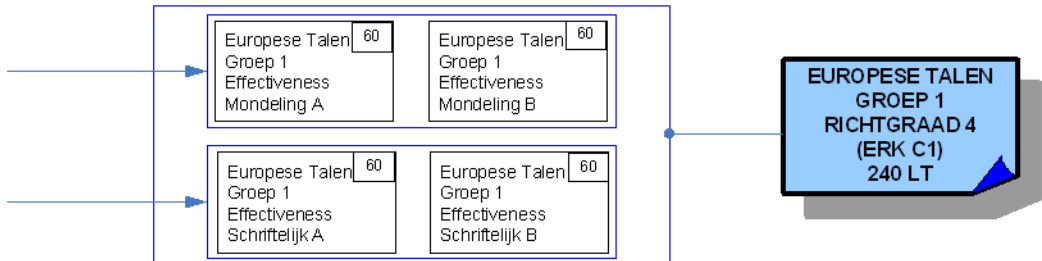 Europese Talen 60
Groep 1
Effectiveness
Mondeling A
Europese Talen 60
Groep 1
Effectiveness
Mondeling B
Europese Talen 60
Groep 1
Effectiveness
Schriftelijk A
Europese Talen 60
Groep 1
Effectiveness
Schriftelijk B
EUROPESE TALEN
GROEP 1
RICHTGRAAD 4
(ERK C1)
240 LT